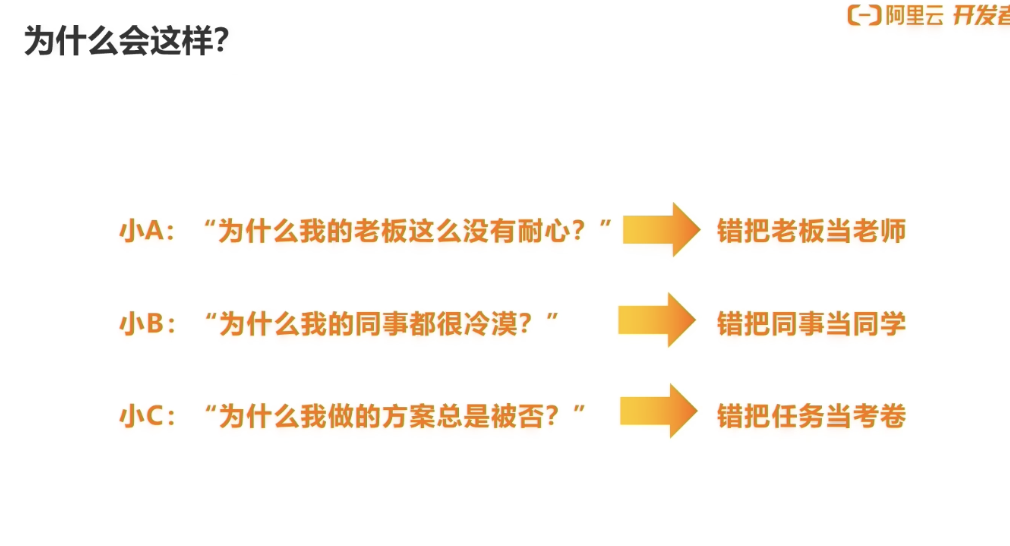 阿里云 开发者
为什么会这样?
小A：“为什么我的老板这么没有耐心？” 错把老板当老师
小B：“为什么我的同事都很冷漠？” 错把同事当同学
小C：“为什么我做的方案总是被否？” 错把任务当考卷